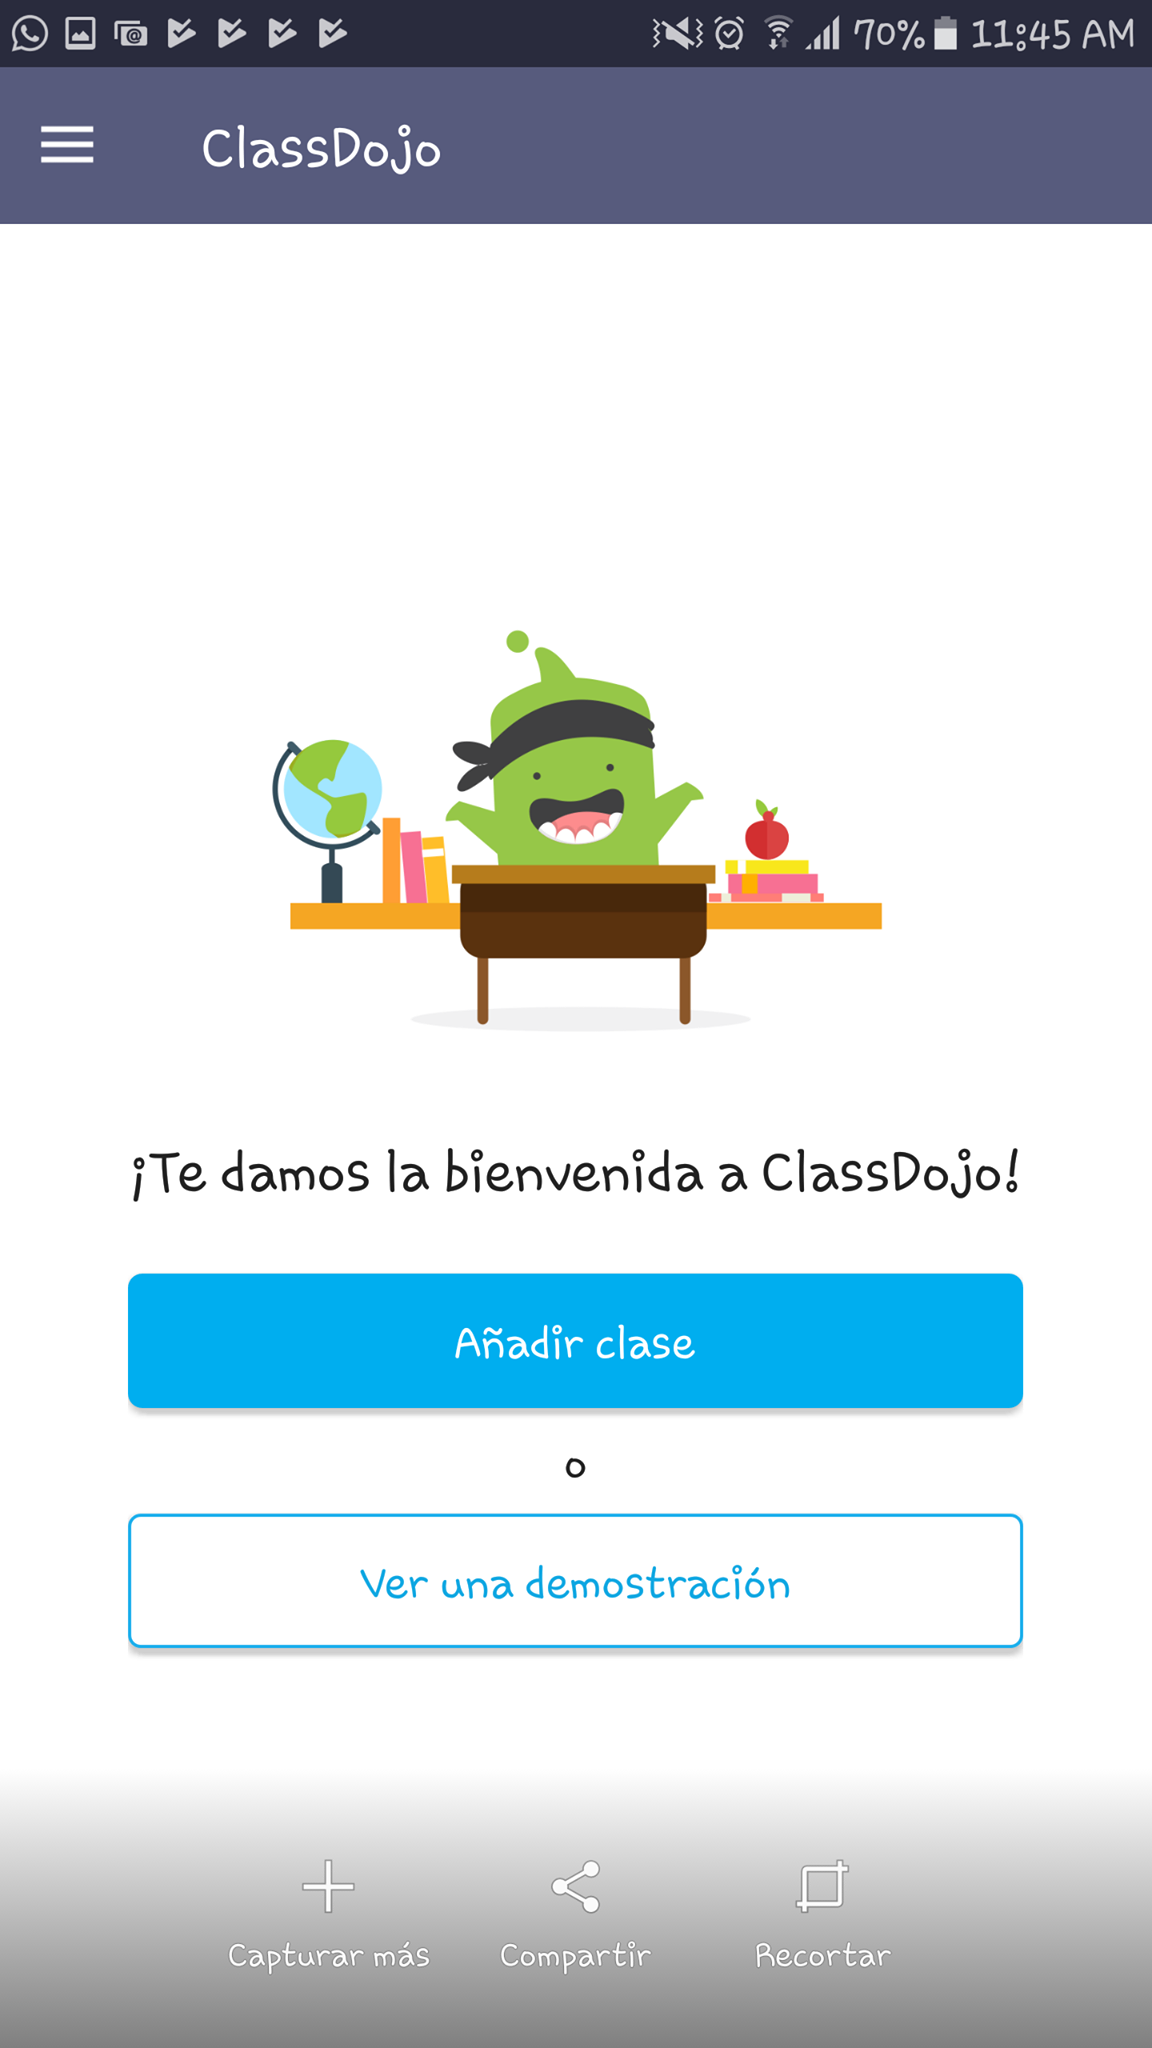 70% 11:45 AM
ClassDojo
¡Te damos la bienvenida a ClassDojo!
Añadir clase
o
Ver una demostración
Capturar más Compartir Recortar